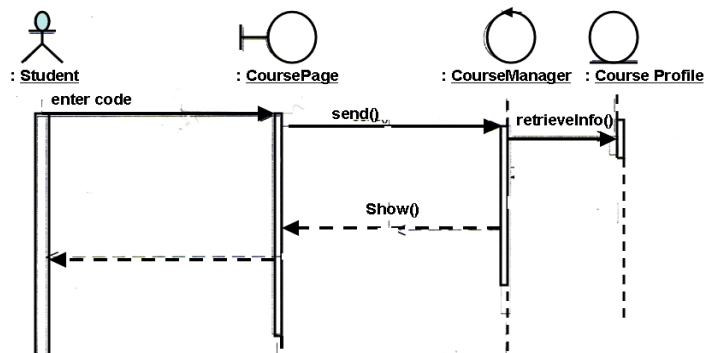 : Student
: CoursePage
: CourseManager
: Course Profile
enter code
send()
retrieveInfo()
Show()